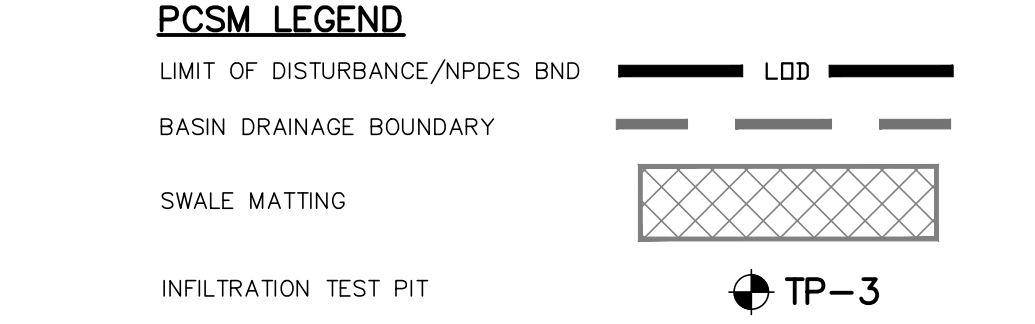 PCSM LEGEND
LIMIT OF DISTURBANCE/NPDES BND LOD
BASIN DRAINAGE BOUNDARY
SWALE MATTING
INFILTRATION TEST PIT TP-3